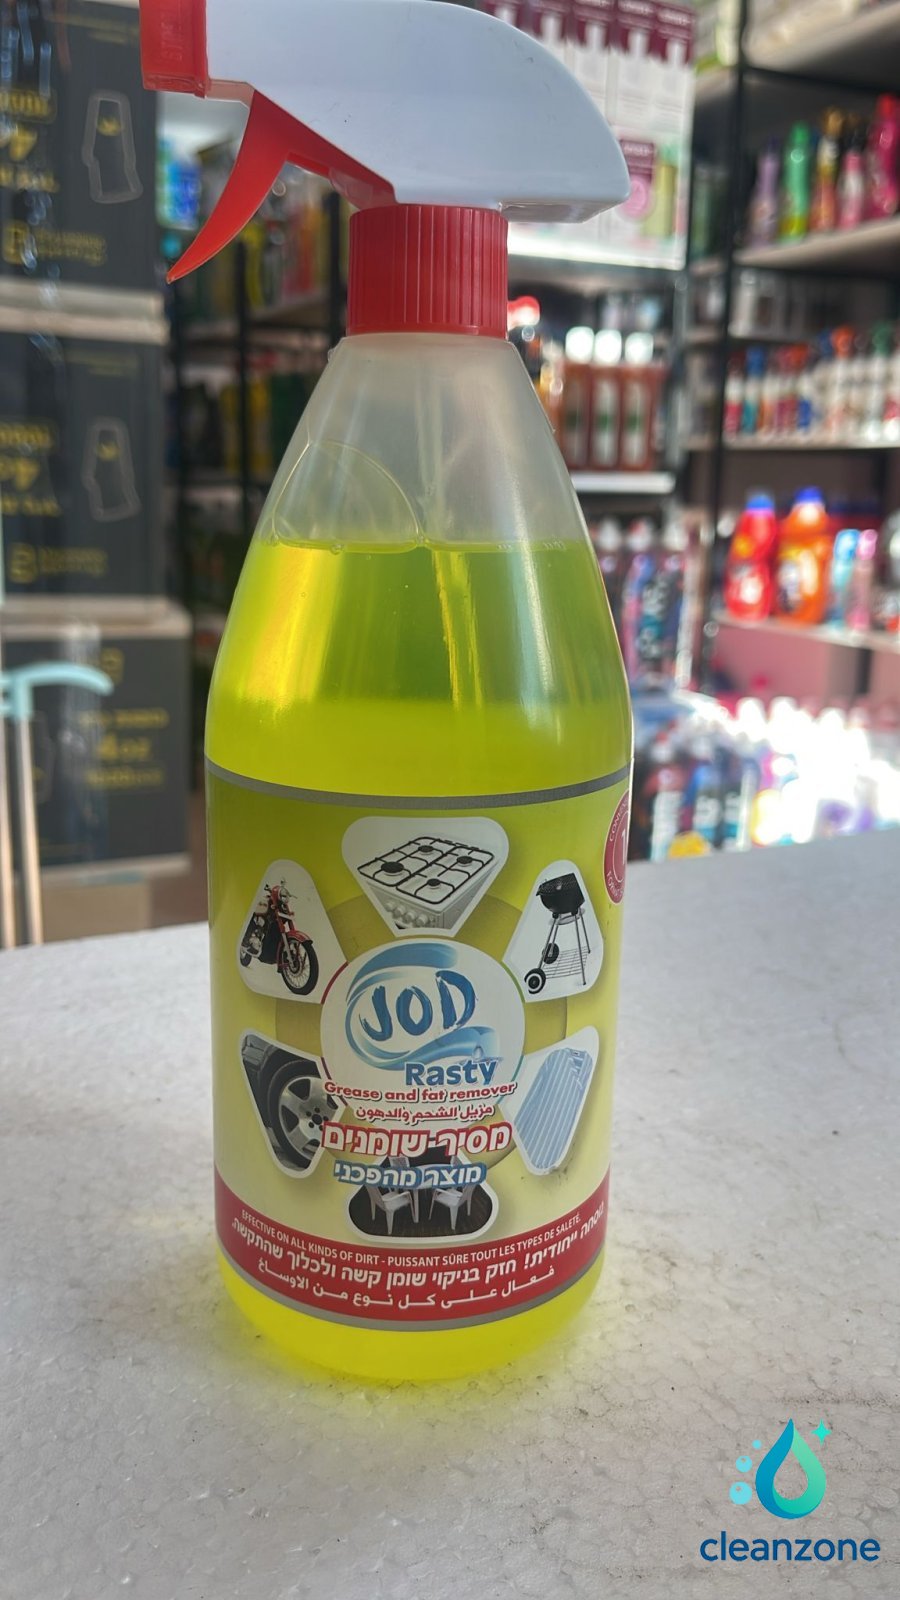 JOD
Rasty
Grease and fat remover
مزيل الشحم والدهون
מסיר-שומנים
מוצר מהפכני
EFFECTIVE ON ALL KINDS OF DIRT - PUISSANT SÛRE TOUT LES TYPES DE SALETÉ.
נוסחה ייחודית! חזק בניקוי שומן קשה ולכלוך שהתקשה.
فعال على كل نوع من الاوساخ
cleanzone